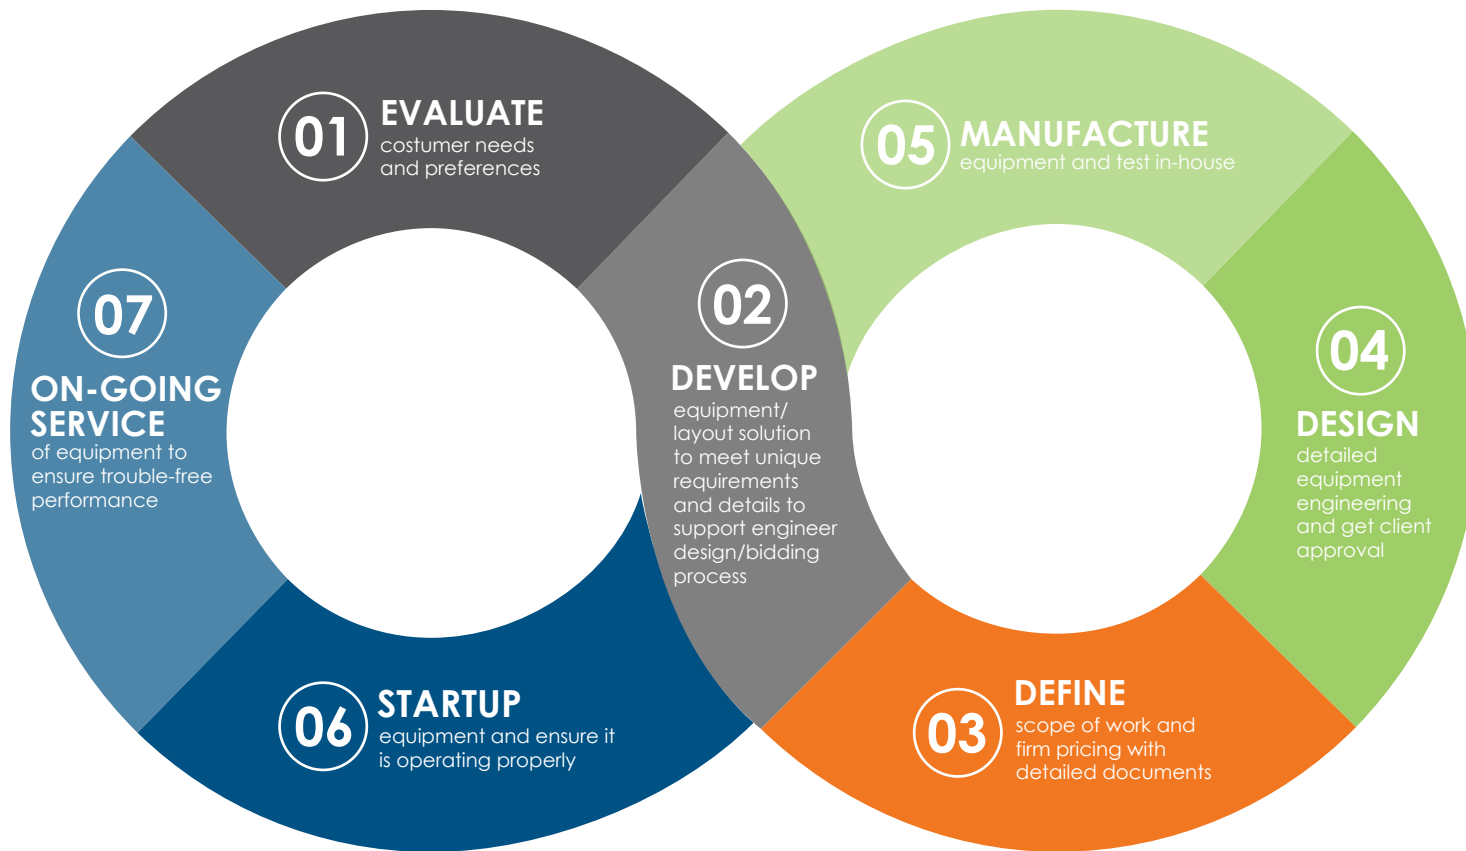 01
EVALUATE
costumer needs
and preferences
02
DEVELOP
equipment/
layout solution
to meet unique
requirements
and details to
support engineer
design/bidding
process
03
DEFINE
scope of work and
firm pricing with
detailed documents
04
DESIGN
detailed
equipment
engineering
and get client
approval
05
MANUFACTURE
equipment and test in-house
06
STARTUP
equipment and ensure it
is operating properly
07
ON-GOING
SERVICE
of equipment to
ensure trouble-free
performance